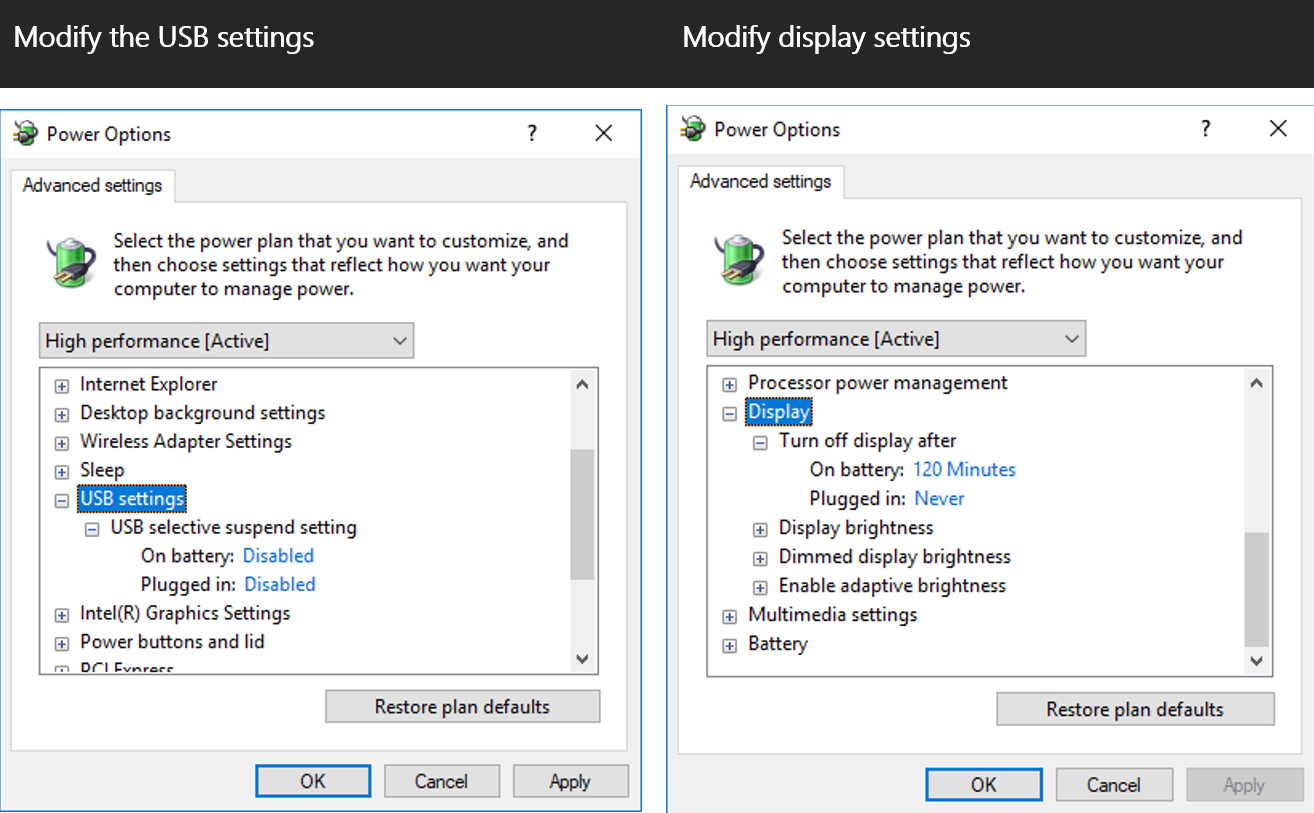 Modify the USB settings
Modify display settings
Power Options
?
Advanced settings
Select the power plan that you want to customize, and
then choose settings that reflect how you want your
computer to manage power.
High performance [Active]
Internet Explorer
Desktop background settings
Wireless Adapter Settings
Sleep
USB settings
USB selective suspend setting
On battery: Disabled
Plugged in: Disabled
Intel(R) Graphics Settings
Power buttons and lid
PCI Express
Restore plan defaults
OK
Cancel
Apply
Power Options
?
Advanced settings
Select the power plan that you want to customize, and
then choose settings that reflect how you want your
computer to manage power.
High performance [Active]
Processor power management
Display
Turn off display after
On battery: 120 Minutes
Plugged in: Never
Display brightness
Dimmed display brightness
Enable adaptive brightness
Multimedia settings
Battery
Restore plan defaults
OK
Cancel
Apply